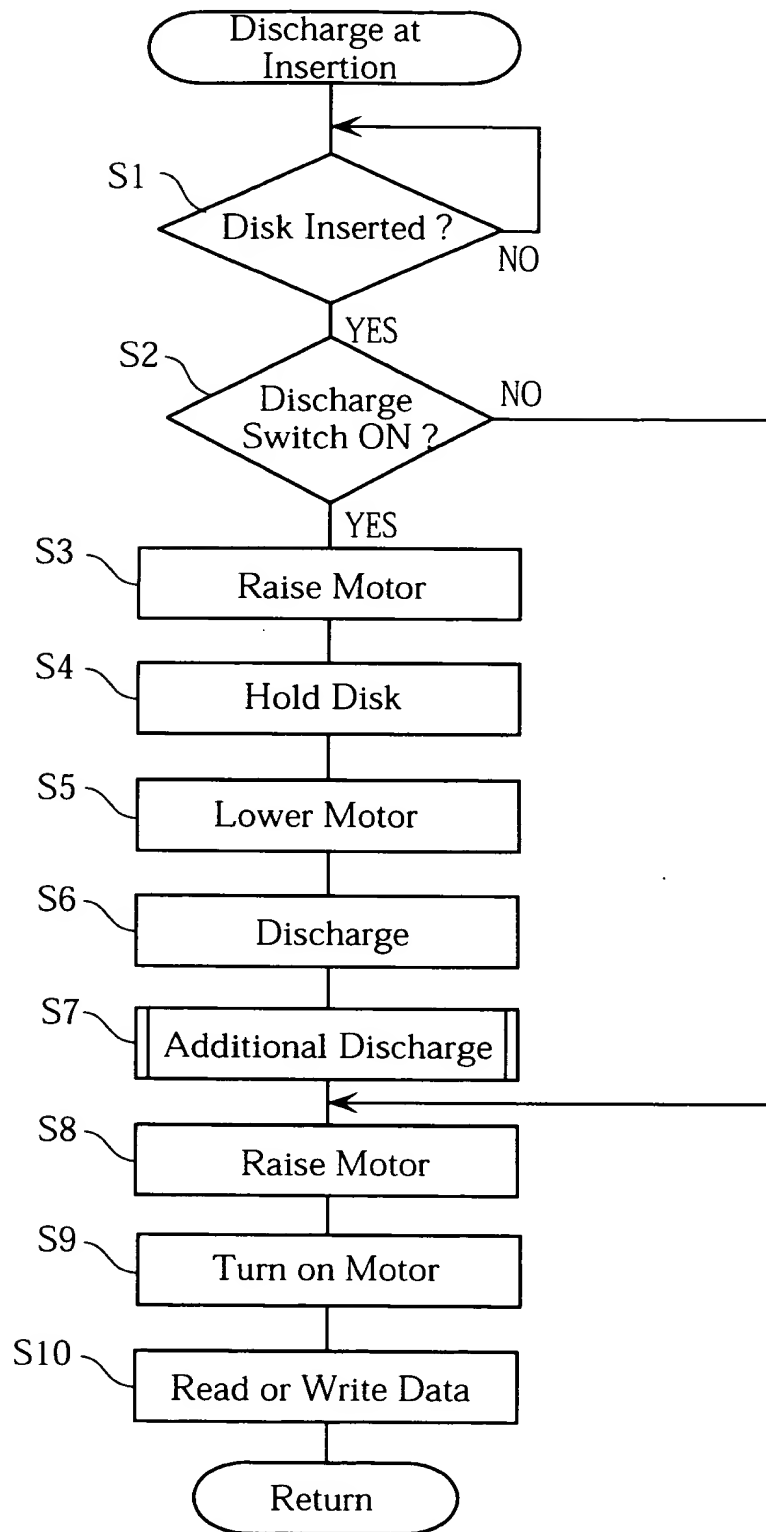 Discharge at
Insertion
S1
Disk Inserted ?
NO
YES
S2
Discharge
Switch ON ?
NO
YES
S3
Raise Motor
S4
Hold Disk
S5
Lower Motor
S6
Discharge
S7
Additional Discharge
S8
Raise Motor
S9
Turn on Motor
S10
Read or Write Data
Return